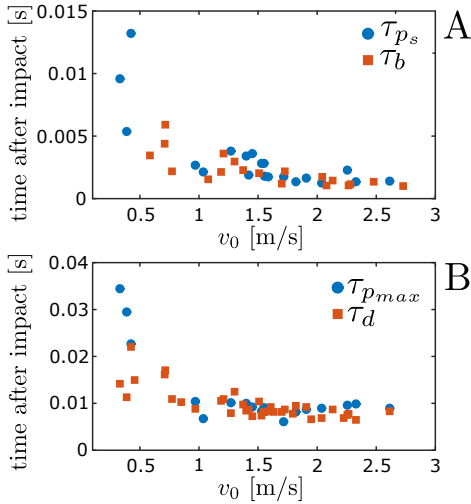 0.015
0.01
0.005
0
time after impact [s]
0.5 1 1.5 2 2.5 3
v₀ [m/s]
τ_{p_s}
τ_b
A
0.04
0.03
0.02
0.01
0
time after impact [s]
0.5 1 1.5 2 2.5 3
v₀ [m/s]
τ_{p_{max}}
τ_d
B